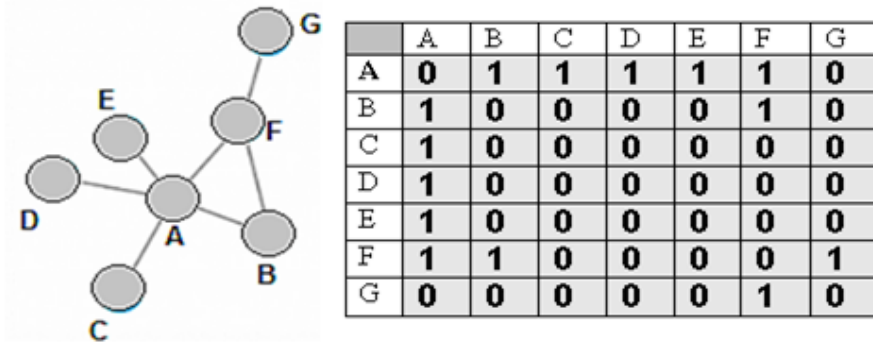 G
E
F
D
A
B
C
A B C D E F G
A 0 1 1 1 1 1 0
B 1 0 0 0 0 1 0
C 1 0 0 0 0 0 0
D 1 0 0 0 0 0 0
E 1 0 0 0 0 0 0
F 1 1 0 0 0 0 1
G 0 0 0 0 0 1 0